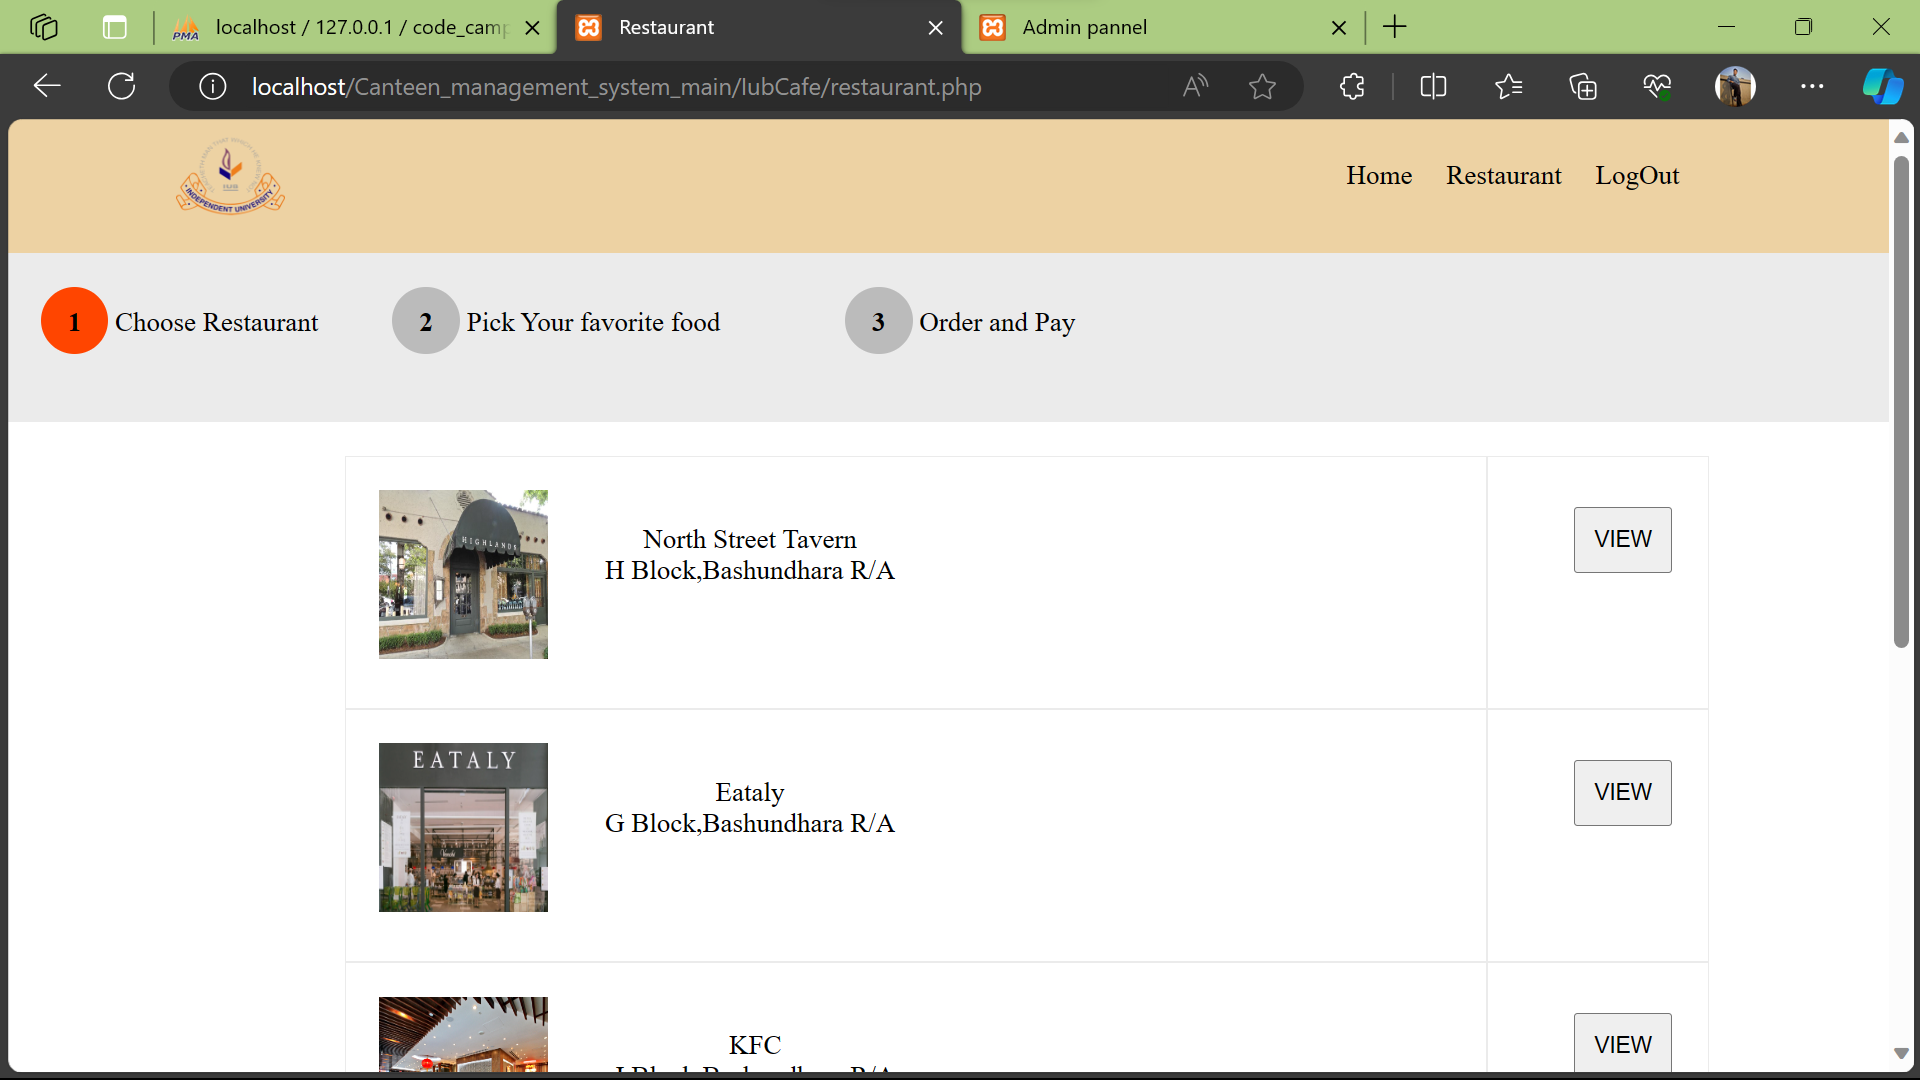 localhost / 127.0.0.1 / code_camp
Restaurant
Admin pannel
localhost/Canteen_management_system_main/IubCafe/restaurant.php
INDEPENDENT UNIVERSITY
Home
Restaurant
LogOut
1 Choose Restaurant
2 Pick Your favorite food
3 Order and Pay
HIGHLANDS
North Street Tavern
H Block,Bashundhara R/A
VIEW
EATALY
Eataly
G Block,Bashundhara R/A
VIEW
KFC
VIEW